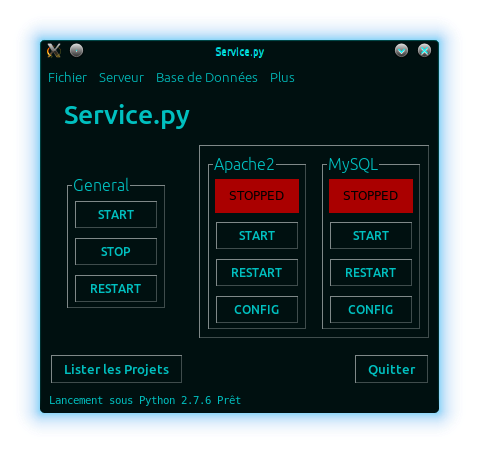 Service.py
Fichier Serveur Base de Données Plus
Service.py
General
START
STOP
RESTART
Apache2
STOPPED
START
RESTART
CONFIG
MySQL
STOPPED
START
RESTART
CONFIG
Lister les Projets
Quitter
Lancement sous Python 2.7.6 Prêt